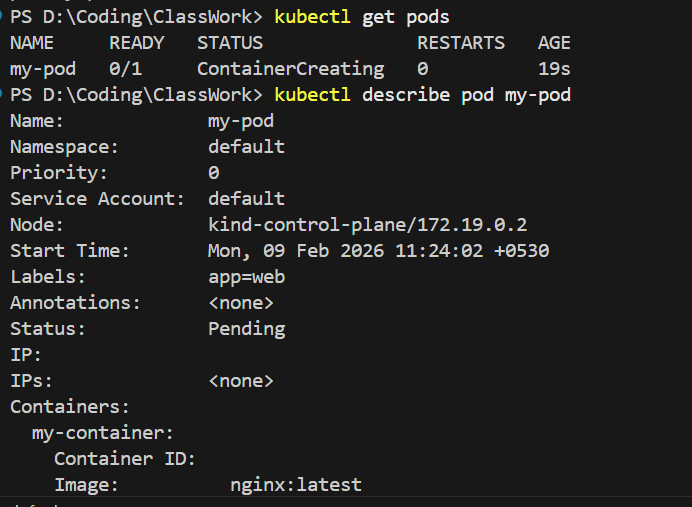 PS D:\Coding\ClassWork> kubectl get pods
NAME     READY   STATUS              RESTARTS   AGE
my-pod   0/1     ContainerCreating   0          19s
PS D:\Coding\ClassWork> kubectl describe pod my-pod
Name:             my-pod
Namespace:        default
Priority:         0
Service Account:  default
Node:             kind-control-plane/172.19.0.2
Start Time:       Mon, 09 Feb 2026 11:24:02 +0530
Labels:           app=web
Annotations:      <none>
Status:           Pending
IP:
IPs:              <none>
Containers:
  my-container:
    Container ID:
    Image:          nginx:latest